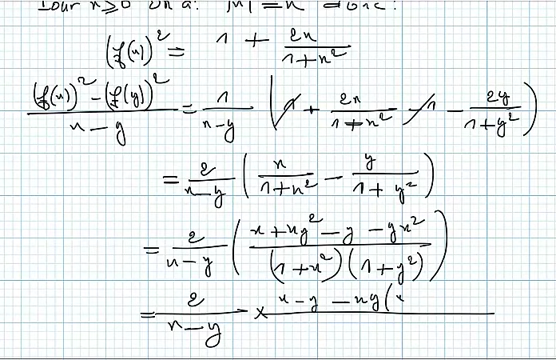 Pour x ≥ 0 on a: |x| = x donc:
(f(x))² = 1 + 2x/(1+x²)
((f(x))² - (f(y))²)/(x-y) = 1/(x-y) (1 + 2x/(1+x²) - 1 - 2y/(1+y²))
= 2/(x-y) (x/(1+x²) - y/(1+y²))
= 2/(x-y) ((x + xy² - y - yx²)/((1+x²)(1+y²)))
= 2/(x-y) × (x-y - xy(x